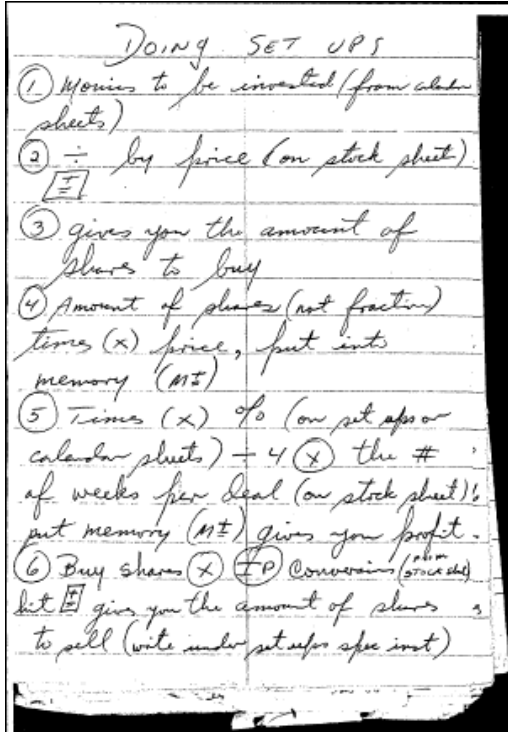 DOING SET UPS
① Monies to be invested (from calendar
sheets)
② ÷ by price (on stock sheet)
[±]
③ gives you the amount of
shares to buy
④ Amount of shares (not fraction)
times (x) price, put into
memory (M±)
⑤ Times (x) % (on set ups or
calandar sheets) ÷ 4 (x) the #
of weeks per deal (on stock sheet)
put memory (M±) gives you profit.
⑥ Buy shares (x) IP Conversion (from
STOCK sheet)
hit [±] gives you the amount of shares
to sell (write under set ups spec inst)